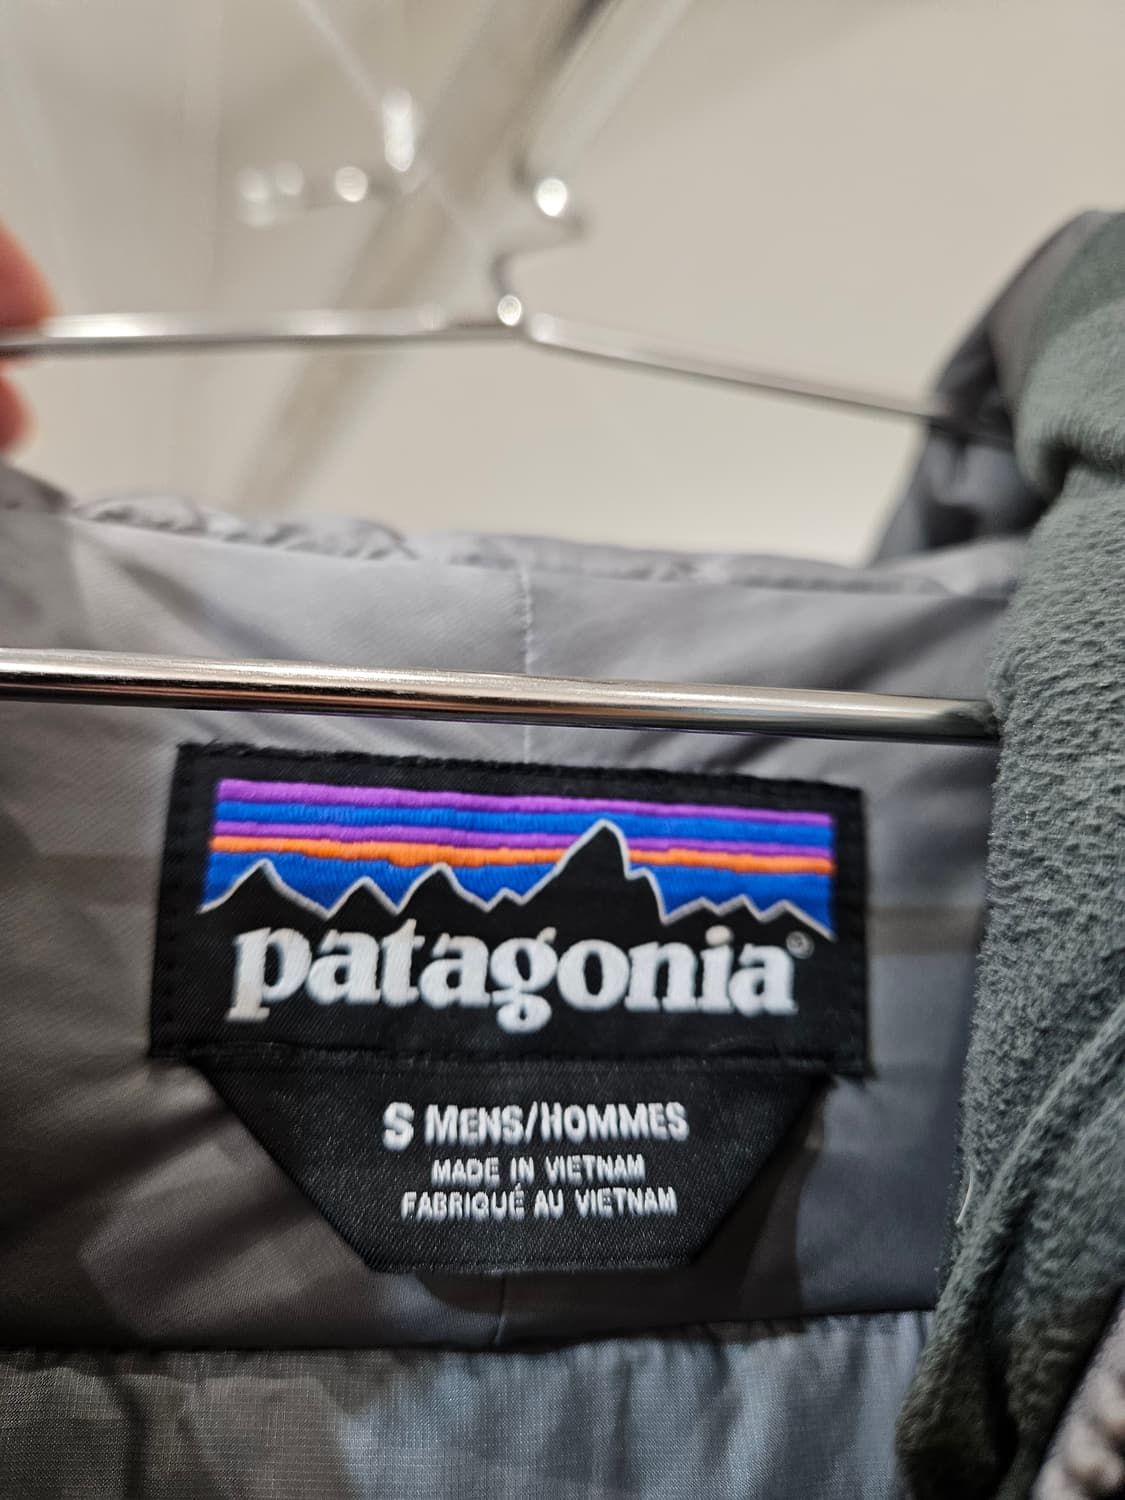 patagonia®
S MENS/HOMMES
MADE IN VIETNAM
FABRIQUÉ AU VIETNAM